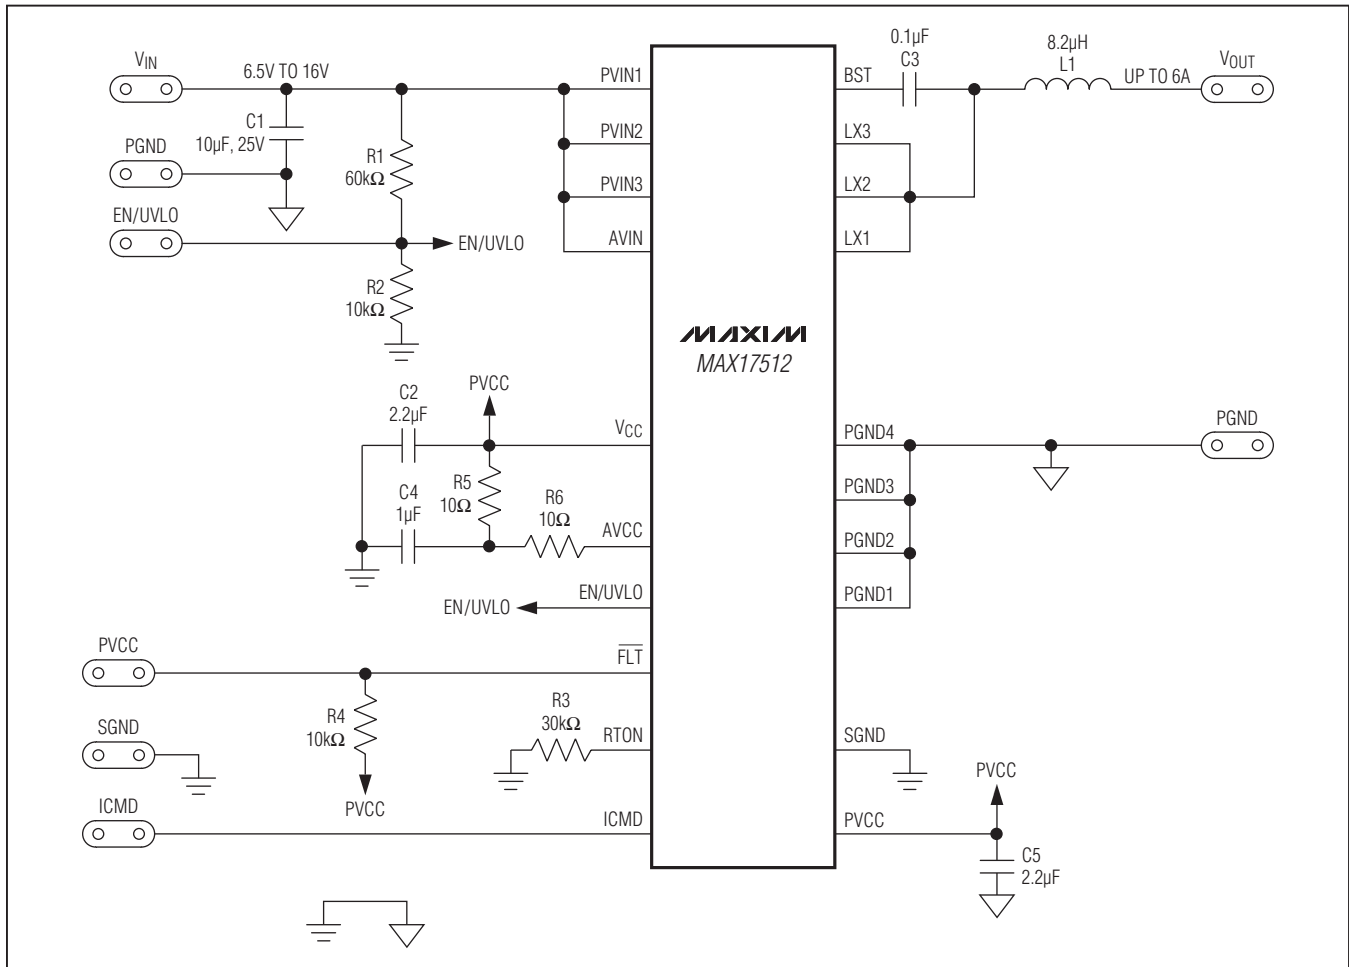 VIN
6.5V TO 16V
C1
10µF, 25V
PGND
R1
60kΩ
EN/UVLO
EN/UVLO
R2
10kΩ
PVIN1
PVIN2
PVIN3
AVIN
BST
0.1µF
C3
8.2µH
L1
UP TO 6A
VOUT
LX3
LX2
LX1
MAXIM
MAX17512
PVCC
C2
2.2µF
VCC
C4
1µF
R5
10Ω
R6
10Ω
AVCC
EN/UVLO
EN/UVLO
PGND4
PGND
PGND3
PGND2
PGND1
PVCC
FLT
R4
10kΩ
PVCC
SGND
R3
30kΩ
RTON
SGND
ICMD
ICMD
PVCC
PVCC
C5
2.2µF